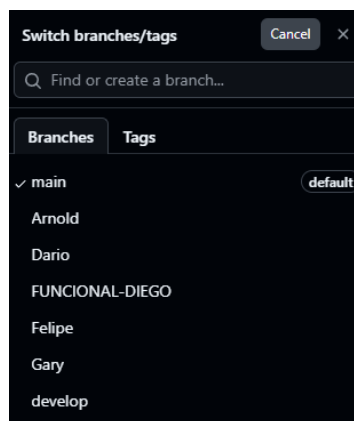 Switch branches/tags Cancel
Find or create a branch...
Branches Tags
main default
Arnold
Dario
FUNCIONAL-DIEGO
Felipe
Gary
develop